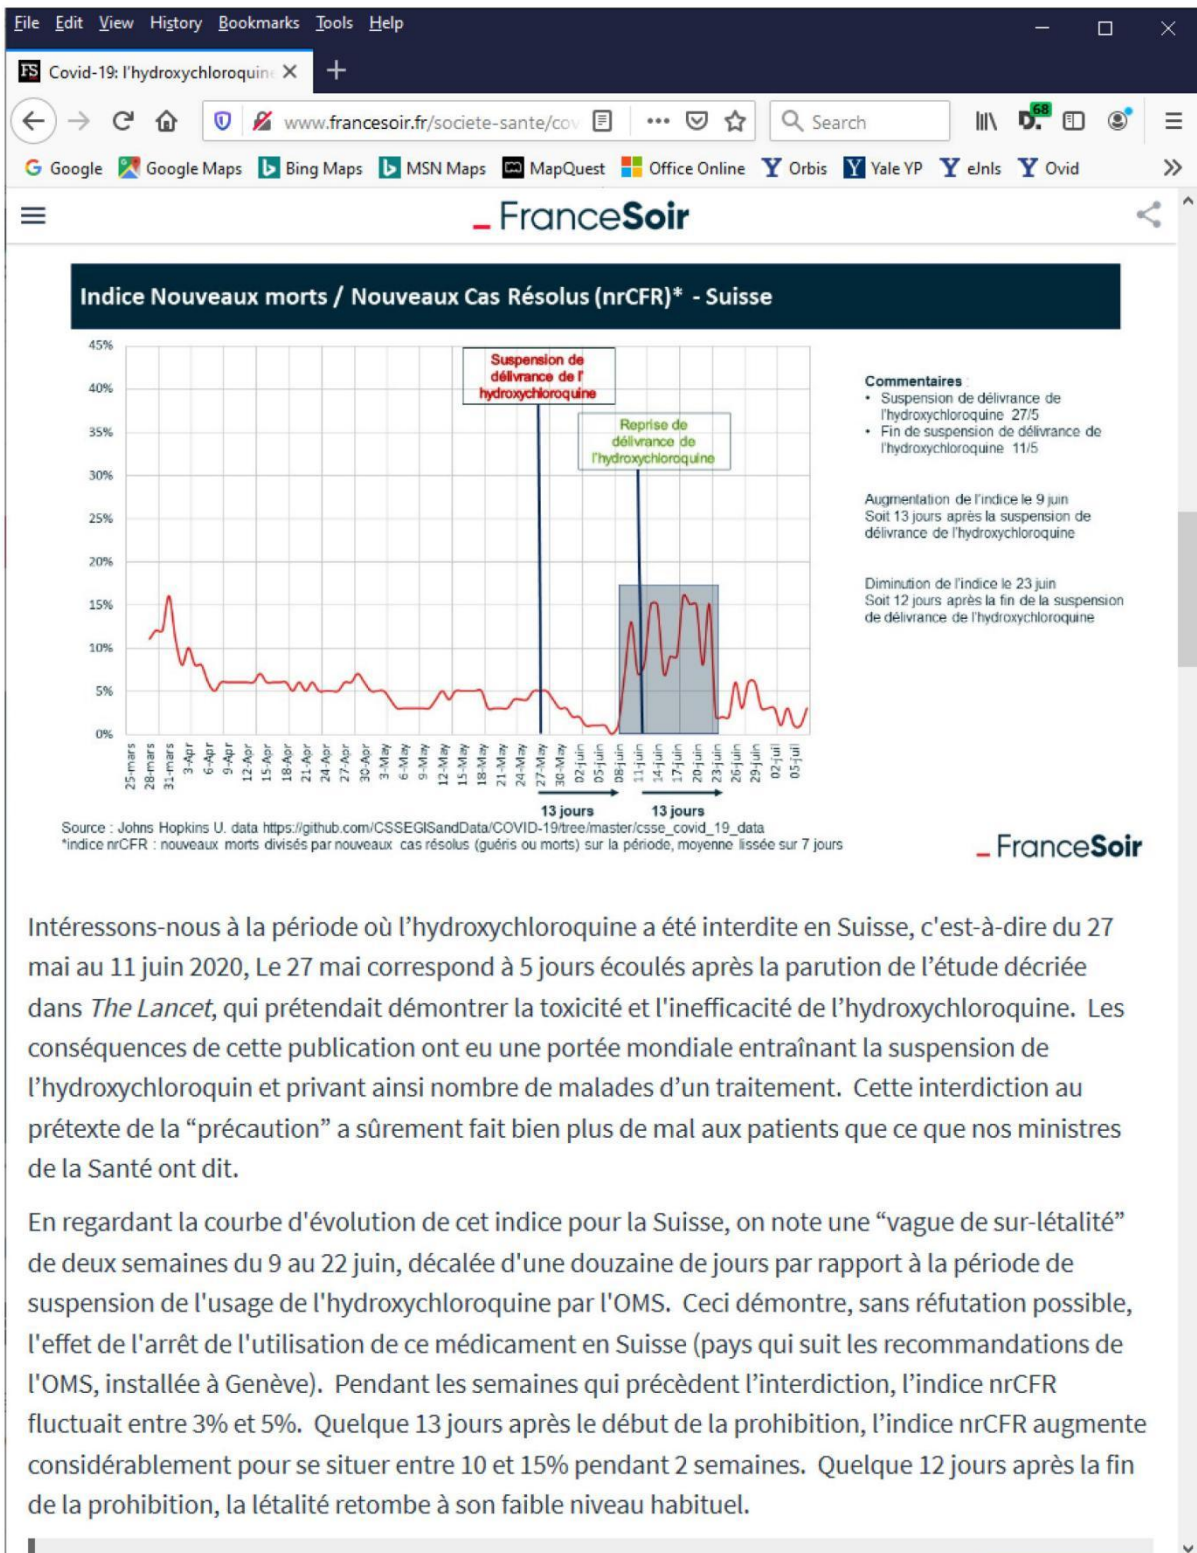 File Edit View History Bookmarks Tools Help
FS Covid-19: l'hydroxychloroquin
www.francesoir.fr/societe-sante/cov
Search
68
Google Google Maps Bing Maps MSN Maps MapQuest Office Online Orbis Yale YP eJnls Ovid
FranceSoir
Indice Nouveaux morts / Nouveaux Cas Résolus (nrCFR)* - Suisse
45%
40%
35%
30%
25%
20%
15%
10%
5%
0%
Suspension de
délivrance de l'
hydroxychloroquine
Reprise de
délivrance de
l'hydroxychloroquine
25-mars
28-mars
31-mars
3-Apr
6-Apr
9-Apr
12-Apr
15-Apr
18-Apr
21-Apr
24-Apr
27-Apr
30-Apr
3-May
6-May
9-May
12-May
15-May
18-May
21-May
24-May
27-May
30-May
02-juin
05-juin
08-juin
11-juin
14-juin
17-juin
20-juin
23-juin
26-juin
29-juin
02-juil
05-juil
13 jours
13 jours
Commentaires :
• Suspension de délivrance de
l'hydroxychloroquine 27/5
• Fin de suspension de délivrance de
l'hydroxychloroquine 11/5
Augmentation de l'indice le 9 juin
Soit 13 jours après la suspension de
délivrance de l'hydroxychloroquine
Diminution de l'indice le 23 juin
Soit 12 jours après la fin de la suspension
de délivrance de l'hydroxychloroquine
Source : Johns Hopkins U. data https://github.com/CSSEGISandData/COVID-19/tree/master/csse_covid_19_data
*indice nrCFR : nouveaux morts divisés par nouveaux cas résolus (guéris ou morts) sur la période, moyenne lissée sur 7 jours
FranceSoir
Intéressons-nous à la période où l'hydroxychloroquine a été interdite en Suisse, c'est-à-dire du 27
mai au 11 juin 2020, Le 27 mai correspond à 5 jours écoulés après la parution de l'étude décriée
dans The Lancet, qui prétendait démontrer la toxicité et l'inefficacité de l'hydroxychloroquine. Les
conséquences de cette publication ont eu une portée mondiale entraînant la suspension de
l'hydroxychloroquin et privant ainsi nombre de malades d'un traitement. Cette interdiction au
prétexte de la “précaution” a sûrement fait bien plus de mal aux patients que ce que nos ministres
de la Santé ont dit.
En regardant la courbe d'évolution de cet indice pour la Suisse, on note une “vague de sur-létalité”
de deux semaines du 9 au 22 juin, décalée d'une douzaine de jours par rapport à la période de
suspension de l'usage de l'hydroxychloroquine par l'OMS. Ceci démontre, sans réfutation possible,
l'effet de l'arrêt de l'utilisation de ce médicament en Suisse (pays qui suit les recommandations de
l'OMS, installée à Genève). Pendant les semaines qui précèdent l'interdiction, l'indice nrCFR
fluctuait entre 3% et 5%. Quelque 13 jours après le début de la prohibition, l'indice nrCFR augmente
considérablement pour se situer entre 10 et 15% pendant 2 semaines. Quelque 12 jours après la fin
de la prohibition, la létalité retombe à son faible niveau habituel.